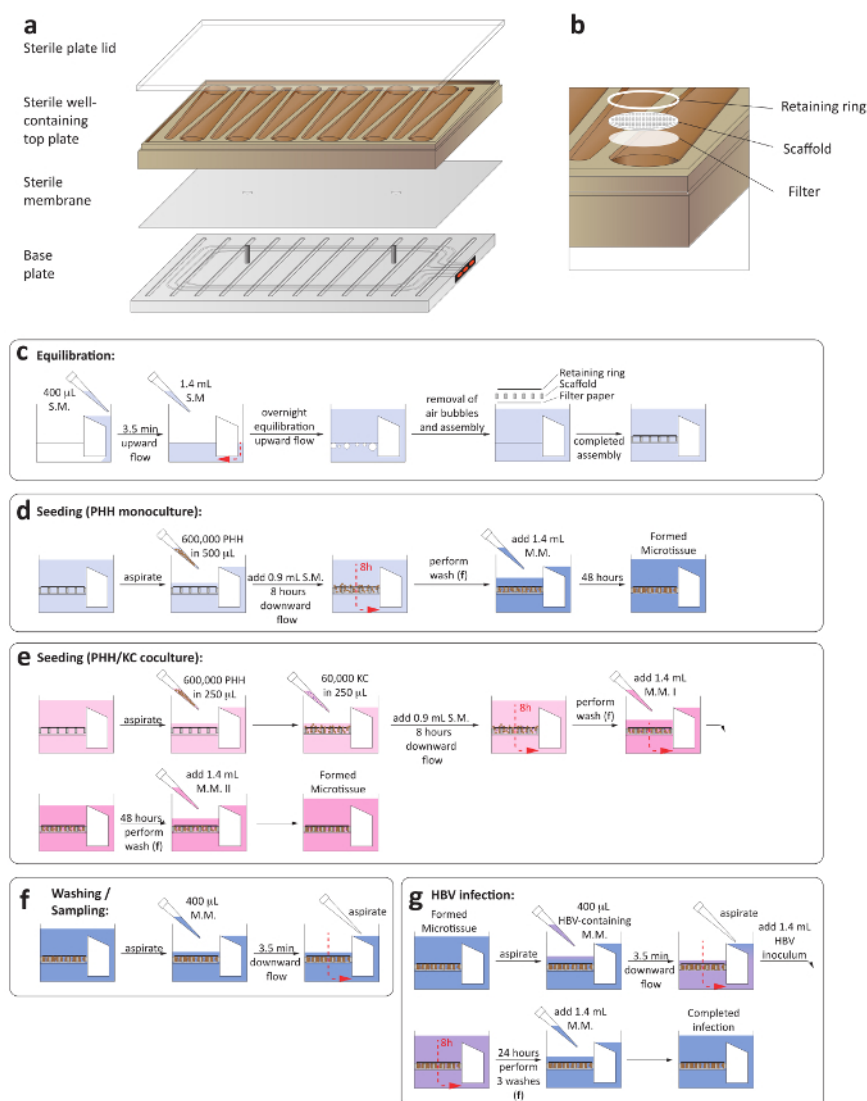 a
Sterile plate lid
Sterile well-
containing
top plate
Sterile
membrane
Base
plate
b
Retaining ring
Scaffold
Filter
c Equilibration:
400 µL
S.M.
3.5 min
upward
flow
1.4 mL
S.M
overnight
equilibration
upward flow
removal of
air bubbles
and assembly
Retaining ring
Scaffold
Filter paper
completed
assembly
d Seeding (PHH monoculture):
aspirate
600,000 PHH
in 500 µL
add 0.9 mL S.M.
8 hours
downward
flow
8h
perform
wash (f)
add 1.4 mL
M.M.
48 hours
Formed
Microtissue
e Seeding (PHH/KC coculture):
aspirate
600,000 PHH
in 250 µL
60,000 KC
in 250 µL
add 0.9 mL S.M.
8 hours
downward
flow
8h
perform
wash (f)
add 1.4 mL
M.M. I
48 hours
perform
wash (f)
add 1.4 mL
M.M. II
Formed
Microtissue
f Washing /
Sampling:
aspirate
400 µL
M.M.
3.5 min
downward
flow
aspirate
g HBV infection:
Formed
Microtissue
aspirate
400 µL
HBV-containing
M.M.
3.5 min
downward
flow
aspirate
add 1.4 mL
HBV
inoculum
8h
24 hours
perform
3 washes
(f)
add 1.4 mL
M.M.
Completed
infection